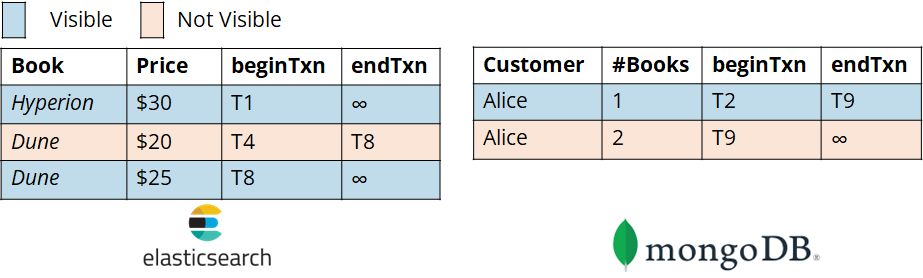 Visible Not Visible
Book Price beginTxn endTxn
Hyperion $30 T1 ∞
Dune $20 T4 T8
Dune $25 T8 ∞
elasticsearch
Customer #Books beginTxn endTxn
Alice 1 T2 T9
Alice 2 T9 ∞
mongoDB®